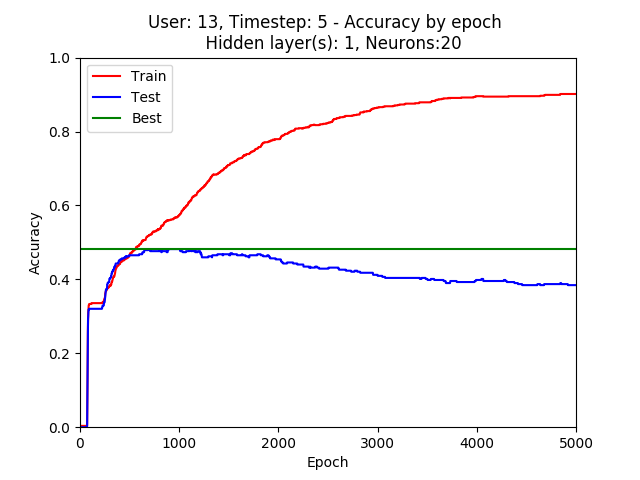 User: 13, Timestep: 5 - Accuracy by epoch
Hidden layer(s): 1, Neurons:20
1.0
Train
Test
Best
0.8
0.6
Accuracy
0.4
0.2
0.0
0 1000 2000 3000 4000 5000
Epoch